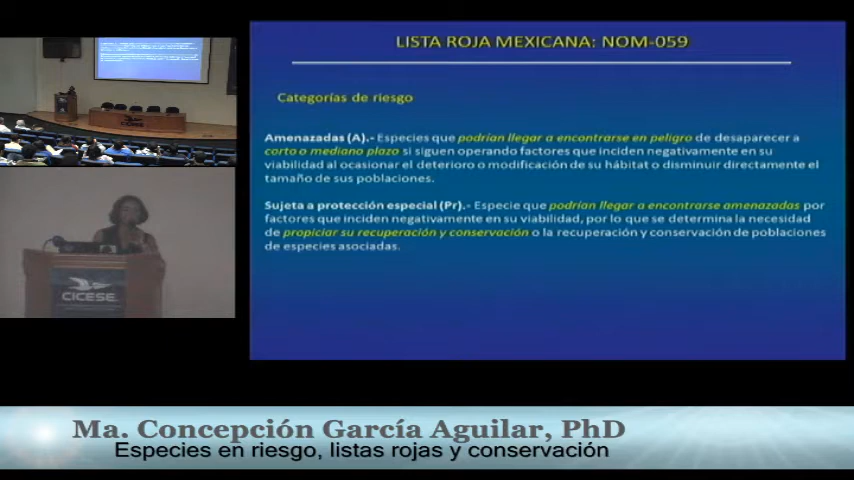 LISTA ROJA MEXICANA: NOM-059
Categorías de riesgo
Amenazadas (A).- Especies que podrían llegar a encontrarse en peligro de desaparecer a
corto o mediano plazo si siguen operando factores que inciden negativamente en su
viabilidad al ocasionar el deterioro o modificación de su hábitat o disminuir directamente el
tamaño de sus poblaciones.
Sujeta a protección especial (Pr).- Especie que podrían llegar a encontrarse amenazadas por
factores que inciden negativamente en su viabilidad, por lo que se determina la necesidad
de propiciar su recuperación y conservación o la recuperación y conservación de poblaciones
de especies asociadas.
CICESE
Ma. Concepción García Aguilar, PhD
Especies en riesgo, listas rojas y conservación